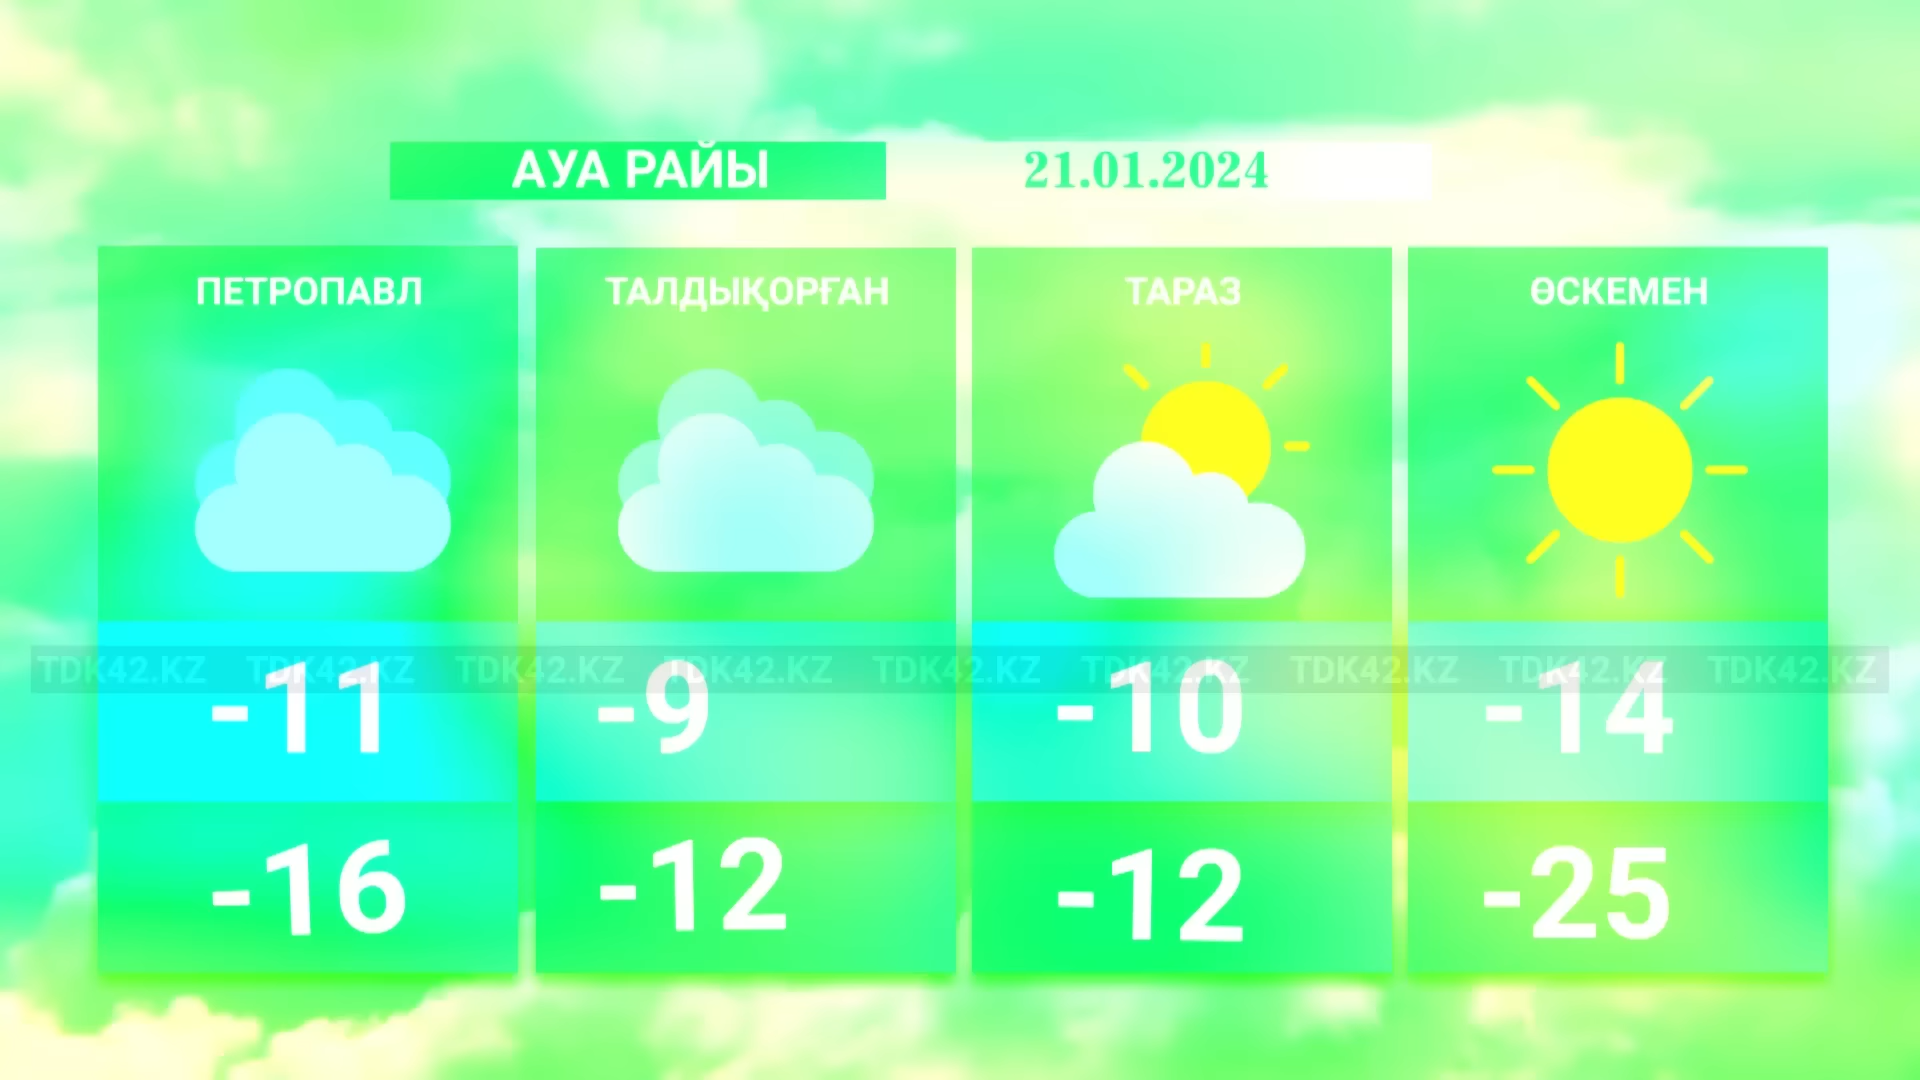 АУА РАЙЫ 21.01.2024
ПЕТРОПАВЛ ТАЛДЫҚОРҒАН ТАРАЗ ӨСКЕМЕН
TDK42.KZ TDK42.KZ TDK42.KZ TDK42.KZ TDK42.KZ TDK42.KZ TDK42.KZ TDK42.KZ TDK42.KZ
-11 -9 -10 -14
-16 -12 -12 -25